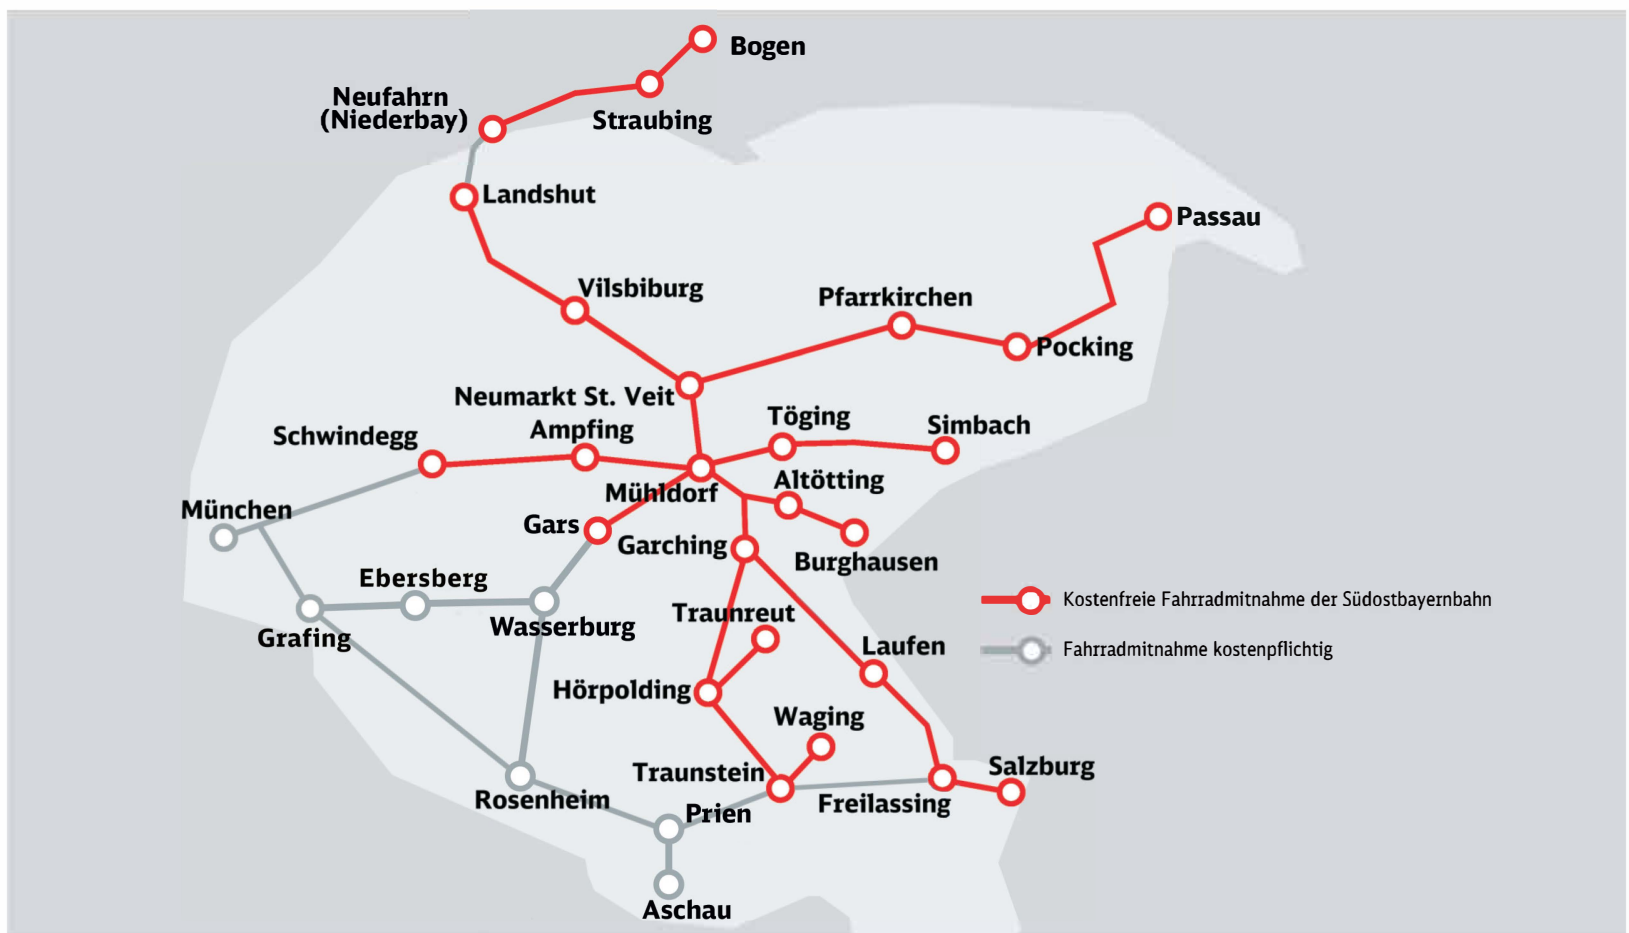 Bogen
Neufahrn
(Niederbay)
Straubing
Landshut
Passau
Vilsbiburg
Pfarrkirchen
Pocking
Neumarkt St. Veit
Töging
Simbach
Schwindegg
Ampfing
Mühldorf
Altötting
München
Gars
Garching
Burghausen
Ebersberg
Kostenfreie Fahrradmitnahme der Südostbayernbahn
Traunreut
Wasserburg
Grafing
Laufen
Fahrradmitnahme kostenpflichtig
Hörpolding
Waging
Traunstein
Salzburg
Rosenheim
Freilassing
Prien
Aschau